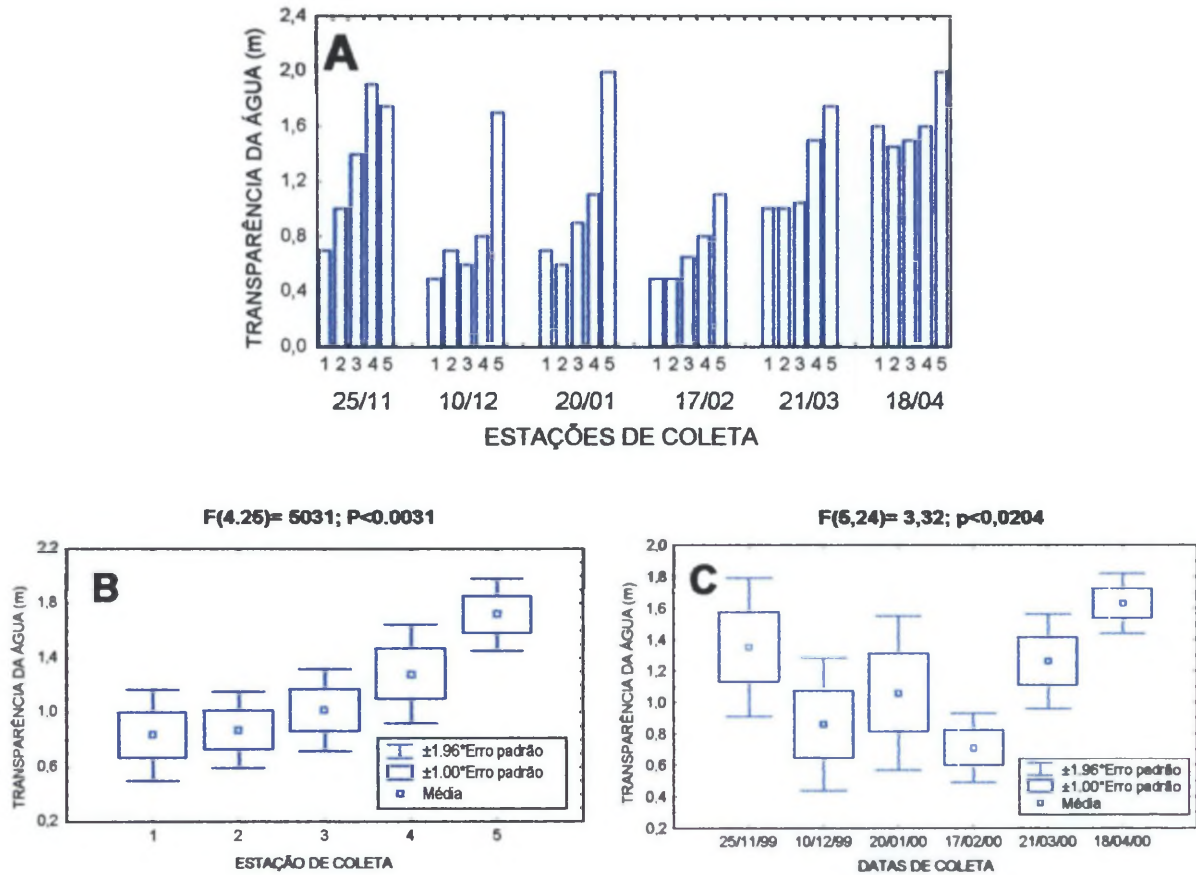 A
TRANSPARÊNCIA DA ÁGUA (m)
2,4
2,0
1,6
1,2
0,8
0,4
0,0
1 2 3 4 5 1 2 3 4 5 1 2 3 4 5 1 2 3 4 5 1 2 3 4 5 1 2 3 4 5
25/11 10/12 20/01 17/02 21/03 18/04
ESTAÇÕES DE COLETA
F(4.25)= 5031; P<0.0031
B
TRANSPARÊNCIA DA ÁGUA (m)
2.2
1,8
1,4
1.0
0,6
0,2
±1.96*Erro padrão
±1.00*Erro padrão
Média
1 2 3 4 5
ESTAÇÃO DE COLETA
F(5,24)= 3,32; p<0,0204
C
TRANSPARÊNCIA DA ÁGUA (m)
2,0
1,8
1,6
1,4
1,2
1,0
0,8
0,6
0,4
0,2
±1.96*Erro padrão
±1.00*Erro padrão
Média
25/11/99 10/12/99 20/01/00 17/02/00 21/03/00 18/04/00
DATAS DE COLETA